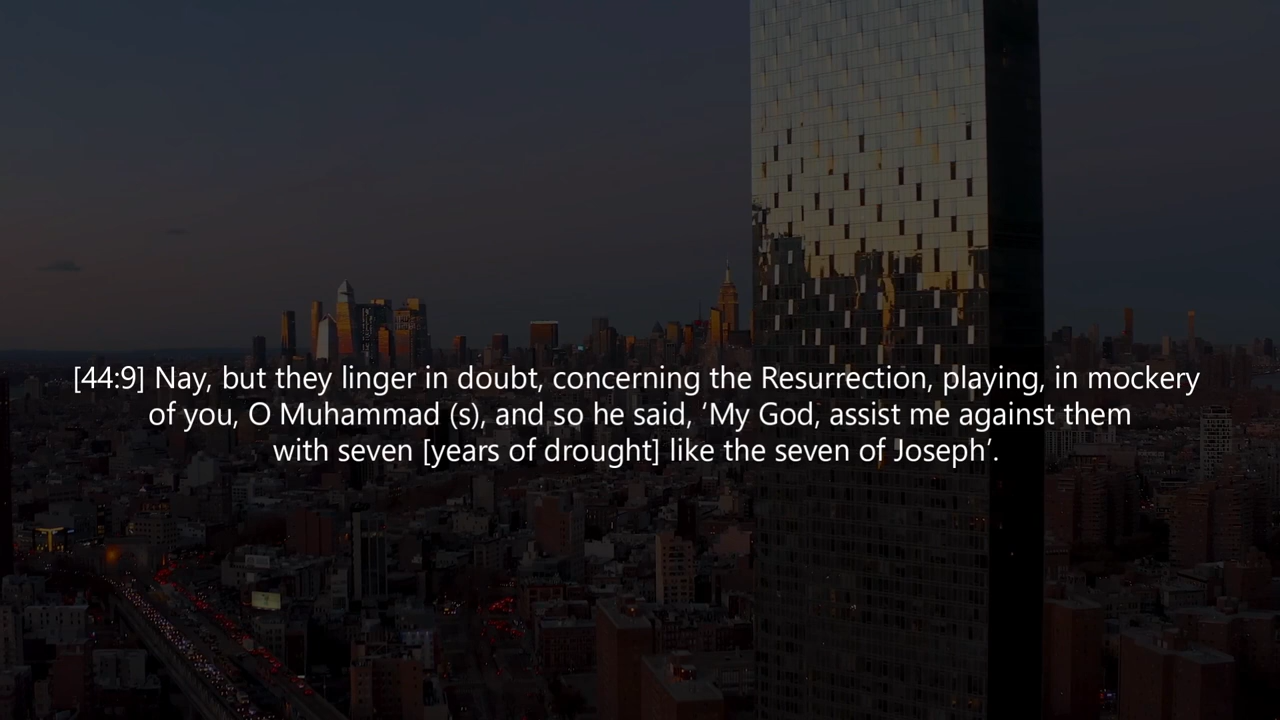 [44:9] Nay, but they linger in doubt, concerning the Resurrection, playing, in mockery
of you, O Muhammad (s), and so he said, ‘My God, assist me against them
with seven [years of drought] like the seven of Joseph’.